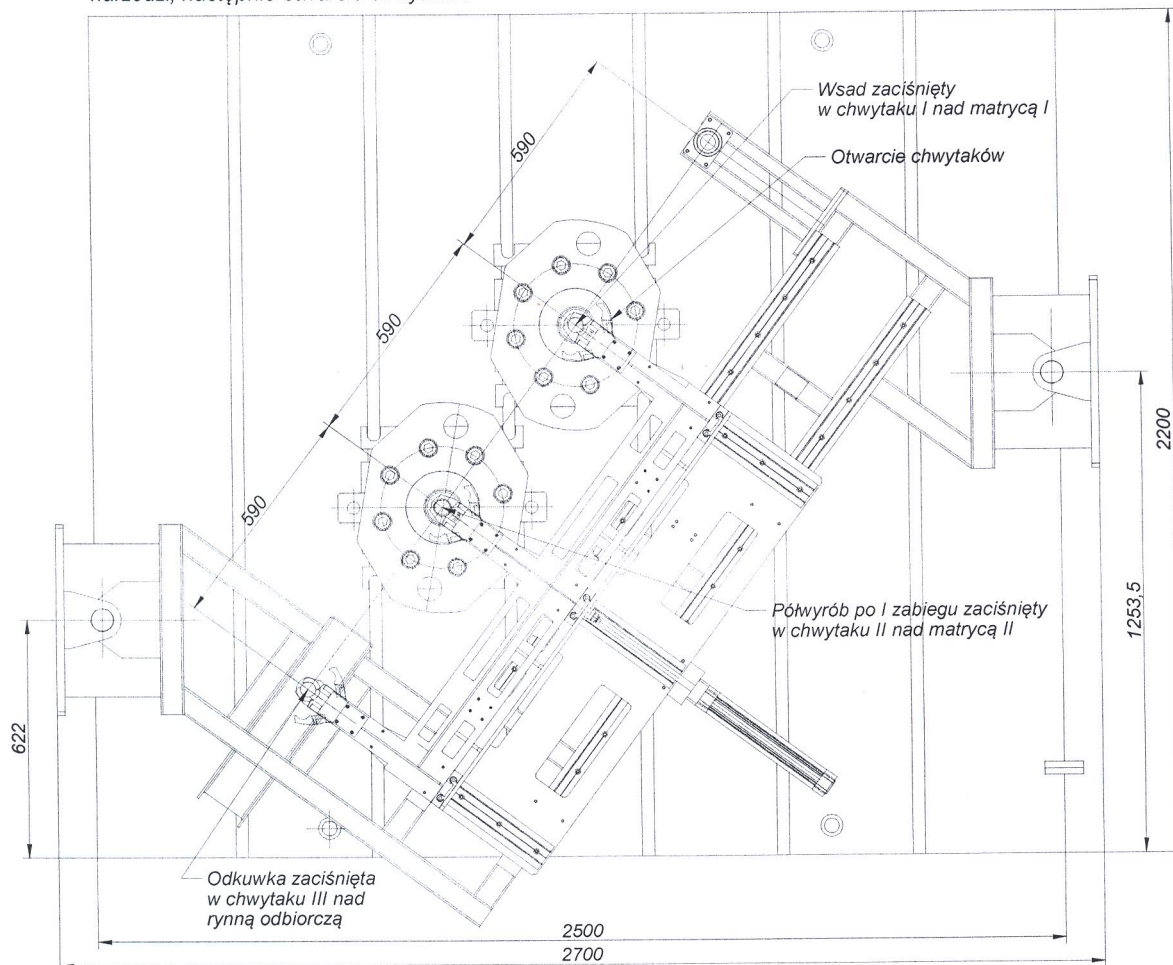 590
Wsad zaciśnięty
w chwytaku I nad matrycą I
Otwarcie chwytaków
590
590
2200
1253,5
Półwyrób po I zabiegu zaciśnięty
w chwytaku II nad matrycą II
622
Odkuwka zaciśnięta
w chwytaku III nad
rynną odbiorczą
2500
2700